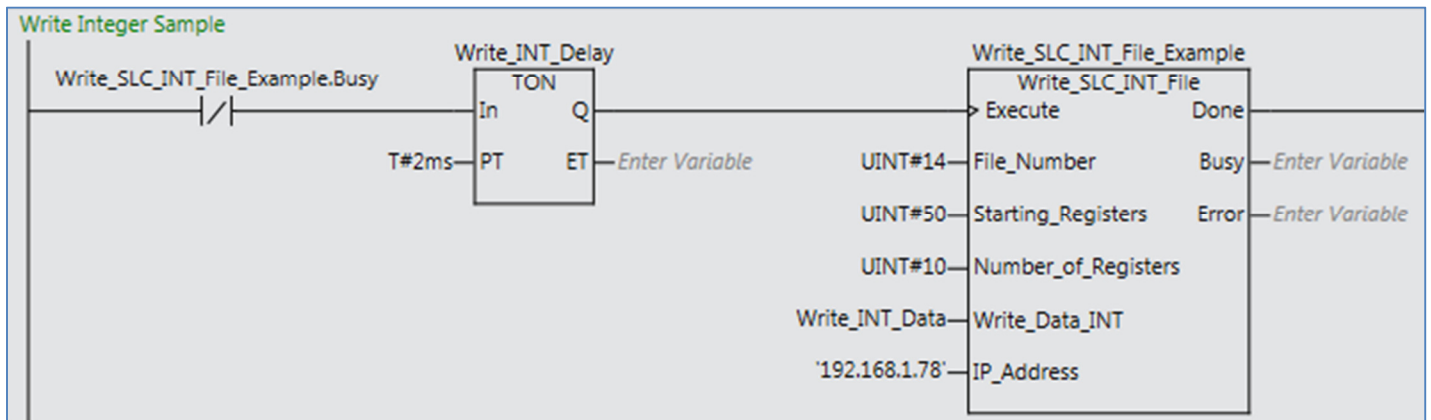 Write Integer Sample
Write_INT_Delay
Write_SLC_INT_File_Example
Write_SLC_INT_File_Example.Busy
TON
Write_SLC_INT_File
In Q
Execute Done
T#2ms PT ET Enter Variable
UINT#14 File_Number Busy Enter Variable
UINT#50 Starting_Registers Error Enter Variable
UINT#10 Number_of_Registers
Write_INT_Data Write_Data_INT
'192.168.1.78' IP_Address